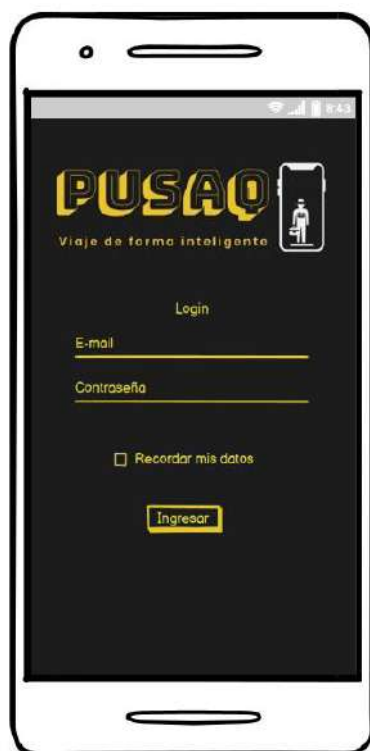 8:43
PUSAQ
Viaje de forma inteligente
Login
E-mail
Contraseña
Recordar mis datos
Ingresar